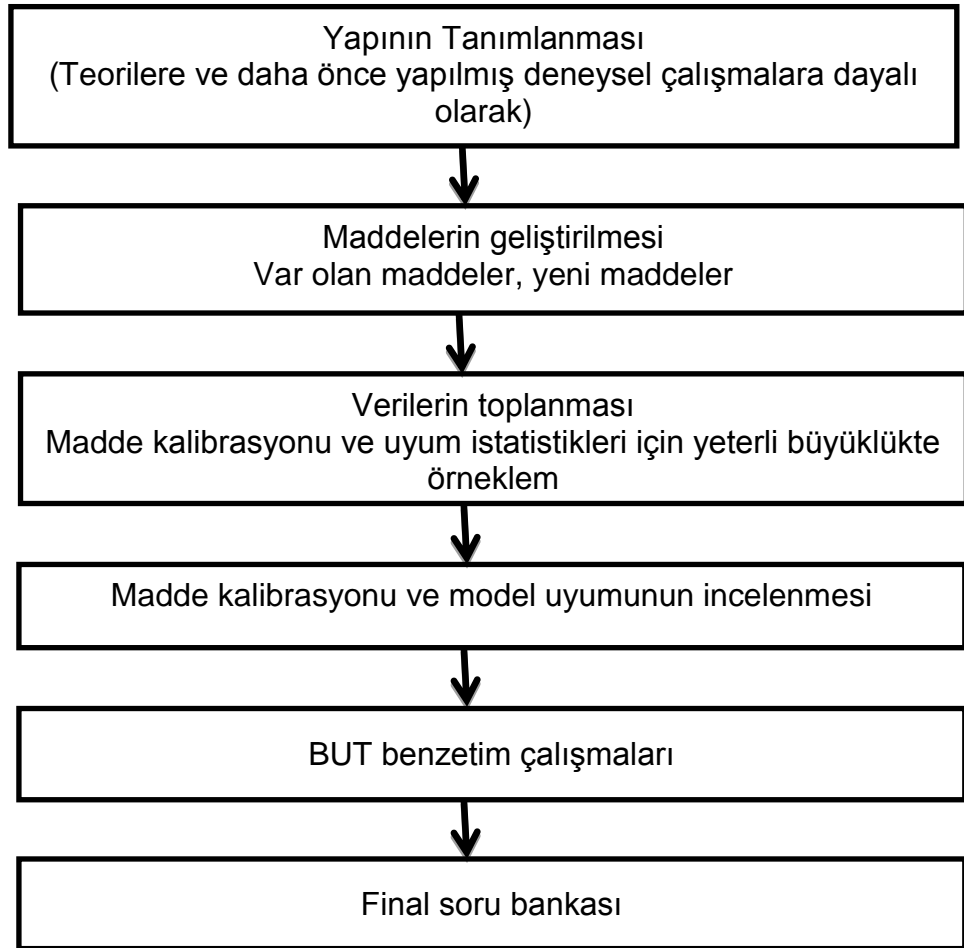 Yapının Tanımlanması
(Teorilere ve daha önce yapılmış deneysel çalışmalara dayalı
olarak)
Maddelerin geliştirilmesi
Var olan maddeler, yeni maddeler
Verilerin toplanması
Madde kalibrasyonu ve uyum istatistikleri için yeterli büyüklükte
örneklem
Madde kalibrasyonu ve model uyumunun incelenmesi
BUT benzetim çalışmaları
Final soru bankası